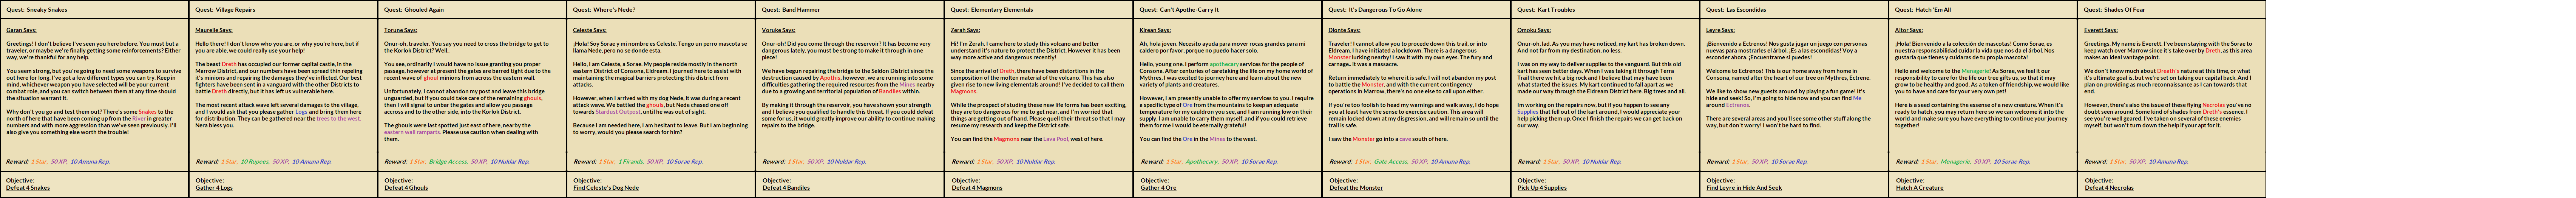 Quest: Sneaky Snakes
Garan Says:
Greetings! I don't believe I've seen you here before. You must but a
traveler, or maybe we're finally getting some reinforcements? Either
way, we're thankful for any help.
You seem strong, but you're going to need some weapons to survive
out here for long. I've got a few different types you can try. Keep in
mind, whichever weapon you have selected will be your current
combat role, and you can switch between them at any time should
the situation warrant it.
Why don't you go and test them out? There's some Snakes to the
north of here that have been coming up from the River in greater
numbers and with more aggression than we've seen previously. I'll
also give you something else worth the trouble!
Reward: 1 Star, 50 XP, 10 Amuna Rep.
Objective:
Defeat 4 Snakes
Quest: Village Repairs
Maurelle Says:
Hello there! I don't know who you are, or why you're here, but if
you are able, we could really use your help!
The beast Dreth has occupied our former capital castle, in the
Marrow District, and our numbers have been spread thin repelling
it's minions and repairing the damages they've inflicted. Our best
fighters have been sent in a vanguard with the other Districts to
battle Dreth directly, but it has left us vulnerable here.
The most recent attack left several damages to the village,
and I would ask that you please gather Logs and bring them here
for distribution. They can be gathered near the trees to the west.
Nera bless you.
Reward: 1 Star, 10 Rupees, 50 XP, 10 Amuna Rep.
Objective:
Gather 4 Logs
Quest: Ghouled Again
Torune Says:
Onur-oh, traveler. You say you need to cross the bridge to get to
the Korlok District? Well..
You see, ordinarily I would have no issue granting you proper
passage, however at present the gates are barred tight due to the
recent wave of ghoul minions from across the eastern wall.
Unfortunately, I cannot abandon my post and leave this bridge
unguarded, but if you could take care of the remaining ghouls,
then I will signal to unbar the gates and allow you passage
accross and to the other side, into the Korlok District.
The ghouls were last spotted just east of here, nearby the
eastern wall ramparts. Please use caution when dealing with
them.
Reward: 1 Star, Bridge Access, 50 XP, 10 Nuldar Rep.
Objective:
Defeat 4 Ghouls
Quest: Where's Nede?
Celeste Says:
¡Hola! Soy Sorae y mi nombre es Celeste. Tengo un perro mascota se
llama Nede, pero no se donde esta.
Hello, I am Celeste, a Sorae. My people reside mostly in the north
eastern District of Consona, Eldream. I journed here to assist with
maintaining the magical barriers protecting this district from
attacks.
However, when I arrived with my dog Nede, it was during a recent
attack wave. We battled the ghouls, but Nede chased one off
towards Stardust Outpost, until he was out of sight.
Because I am needed here, I am hesitant to leave. But I am beginning
to worry, would you please search for him?
Reward: 1 Star, 1 Firands, 50 XP, 10 Sorae Rep.
Objective:
Find Celeste's Dog Nede
Quest: Band Hammer
Voruke Says:
Onur-oh! Did you come through the reservoir? It has become very
dangerous lately, you must be strong to make it through in one
piece!
We have begun repairing the bridge to the Seldon District since the
destruction caused by Apothis, however, we are running into some
difficulties gathering the required resources from the Mines nearby
due to a growing and territorial population of Bandiles within.
By making it through the reservoir, you have shown some strength
and I believe you qualified to handle this threat. If you could defeat
some for us, it would greatly improve our ability to continue making
repairs to the bridge.
Reward: 1 Star, 50 XP, 10 Nuldar Rep.
Objective:
Defeat 4 Bandiles
Quest: Elementary Elementals
Zerah Says:
Hi! I'm Zerah. I came here to study this volcano and better
understand it's nature to protect the District. However it has been
way more active and dangerous recently!
Since the arrival of Dreth, there have been distortions in the
composition of the molten material of the volcano. This has also
given rise to new living elementals around! I've decided to call them
Magmons.
While the prospect of studying these new life forms has been exciting,
they are too dangerous for me to get near, and I'm worried that
things are getting out of hand. Please quell their threat so that I may
resume my research and keep the District safe.
You can find the Magmons near the Lava Pool, west of here.
Reward: 1 Star, 50 XP, 10 Nuldar Rep.
Objective:
Defeat 4 Magmons
Quest: Can't Apothe-Carry It
Kirean Says:
Ah, hola joven. Necesito ayuda para mover rocas grandes para mi
caldero por favor, porque no puedo hacer solo.
Hello, young one. I perform apothecary services for the people of
Consona. After centuries of caretaking the life on my home world of
Mythres, I was excited to journey here and learn about the new
variety of plants and creatures.
However, I am presently unable to offer my services to you. I require
a specific type of Ore from the mountains to keep an adequate
temperature for my cauldron you see, and I am running low on their
supply. I am unable to carry them myself, and if you could retrieve
them for me I would be eternally grateful!
You can find the Ore in the Mines to the west.
Reward: 1 Star, Apothecary, 50 XP, 10 Sorae Rep.
Objective:
Gather 4 Ore
Quest: It's Dangerous To Go Alone
Dionte Says:
Traveler! I cannot allow you to procede down this trail, or into
Eldream. I have initiated a lockdown. There is a dangerous
Monster lurking nearby! I saw it with my own eyes. The fury and
carnage.. it was a massacre.
Return immediately to where it is safe. I will not abandon my post
to battle the Monster, and with the current contingency
operations in Marrow, there's no one else to call upon either.
If you're too foolish to head my warnings and walk away, I do hope
you at least have the sense to exercise caution. This area will
remain locked down at my disgression, and will remain so until the
trail is safe.
I saw the Monster go into a cave south of here.
Reward: 1 Star, Gate Access, 50 XP, 10 Amuna Rep.
Objective:
Defeat the Monster
Quest: Kart Troubles
Omoku Says:
Onur-oh, lad. As you may have noticed, my kart has broken down.
And not far from my destination, no less.
I was on my way to deliver supplies to the vanguard. But this old
kart has seen better days. When I was taking it through Terra
Trail there we hit a big rock and I believe that may have been
what started the issues. My kart continued to fall apart as we
made our way through the Eldream District here. Big trees and all.
Im working on the repairs now, but if you happen to see any
Supplies that fell out of the kart around, I would appreciate your
help picking them up. Once I finish the repairs we can get back on
our way.
Reward: 1 Star, 50 XP, 10 Nuldar Rep.
Objective:
Pick Up 4 Supplies
Quest: Las Escondidas
Leyre Says:
¡Bienvenido a Ectrenos! Nos gusta jugar un juego con personas
nuevas para mostrarles el árbol. ¡Es a las escondidas! Voy a
esconder ahora. ¡Encuentrame si puedes!
Welcome to Ectrenos! This is our home away from home in
Consona, named after the heart of our tree on Mythres, Ectrenе.
We like to show new guests around by playing a fun game! It's
hide and seek! So, I'm going to hide now and you can find Me
around Ectrenos.
There are several areas and you'll see some other stuff along the
way, but don't worry! I won't be hard to find.
Reward: 1 Star, 50 XP, 10 Sorae Rep.
Objective:
Find Leyre in Hide And Seek
Quest: Hatch 'Em All
Aitor Says:
¡Hola! Bienvenido a la colección de mascotas! Como Sorae, es
nuestra responsabilidad cuidar la vida que nos da el árbol. Nos
gustaría que tienes y cuidaras de tu propia mascota!
Hello and welcome to the Menagerie! As Sorae, we feel it our
responsibility to care for the life our tree gifts us, so that it may
grow to be healthy and good. As a token of friendship, we would like
you to have and care for your very own pet!
Here is a seed containing the essence of a new creature. When it's
ready to hatch, you may return here so we can welcome it into the
world and make sure you have everything to continue your journey
together!
Reward: 1 Star, Menagerie, 50 XP, 10 Sorae Rep.
Objective:
Hatch A Creature
Quest: Shades Of Fear
Everett Says:
Greetings. My name is Everett. I've been staying with the Sorae to
keep watch over Marrow since it's take over by Dreth, as this area
makes an ideal vantage point.
We don't know much about Dreath's nature at this time, or what
it's ultimate goal is, but we're set on taking our capital back. And I
plan on providing as much reconnaissance as I can towards that
end.
However, there's also the issue of these flying Necrolas you've no
doubt seen around. Some kind of shades from Dreth's essence. I
see you're well geared. I've taken on several of these enemies
myself, but won't turn down the help if your apt for it.
Reward: 1 Star, 50 XP, 10 Amuna Rep.
Objective:
Defeat 4 Necrolas